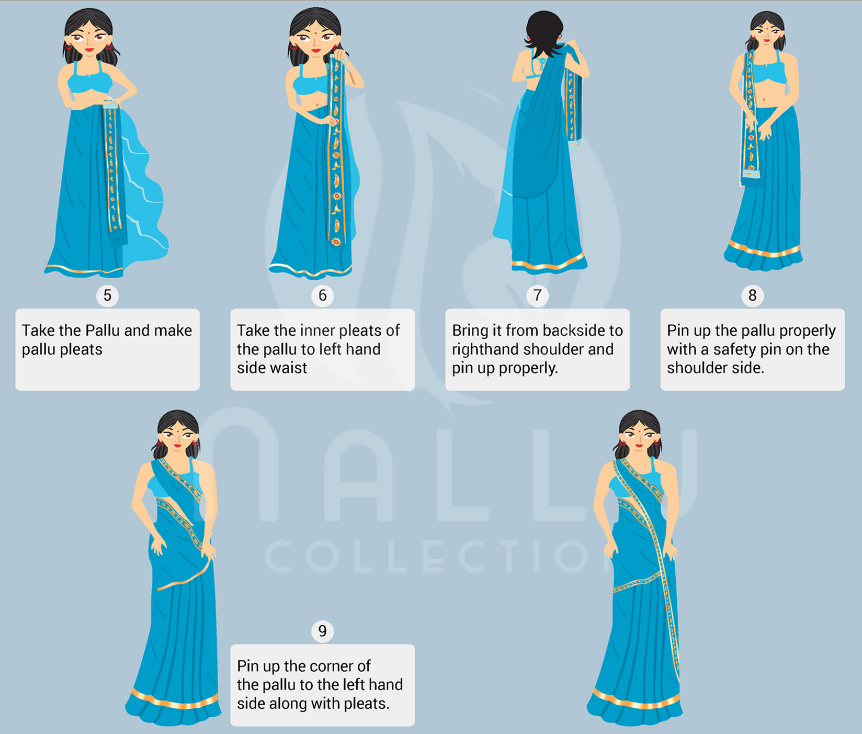 5
Take the Pallu and make
pallu pleats
6
Take the inner pleats of
the pallu to left hand
side waist
7
Bring it from backside to
righthand shoulder and
pin up properly.
8
Pin up the pallu properly
with a safety pin on the
shoulder side.
9
Pin up the corner of
the pallu to the left hand
side along with pleats.
NALLU
COLLECTION